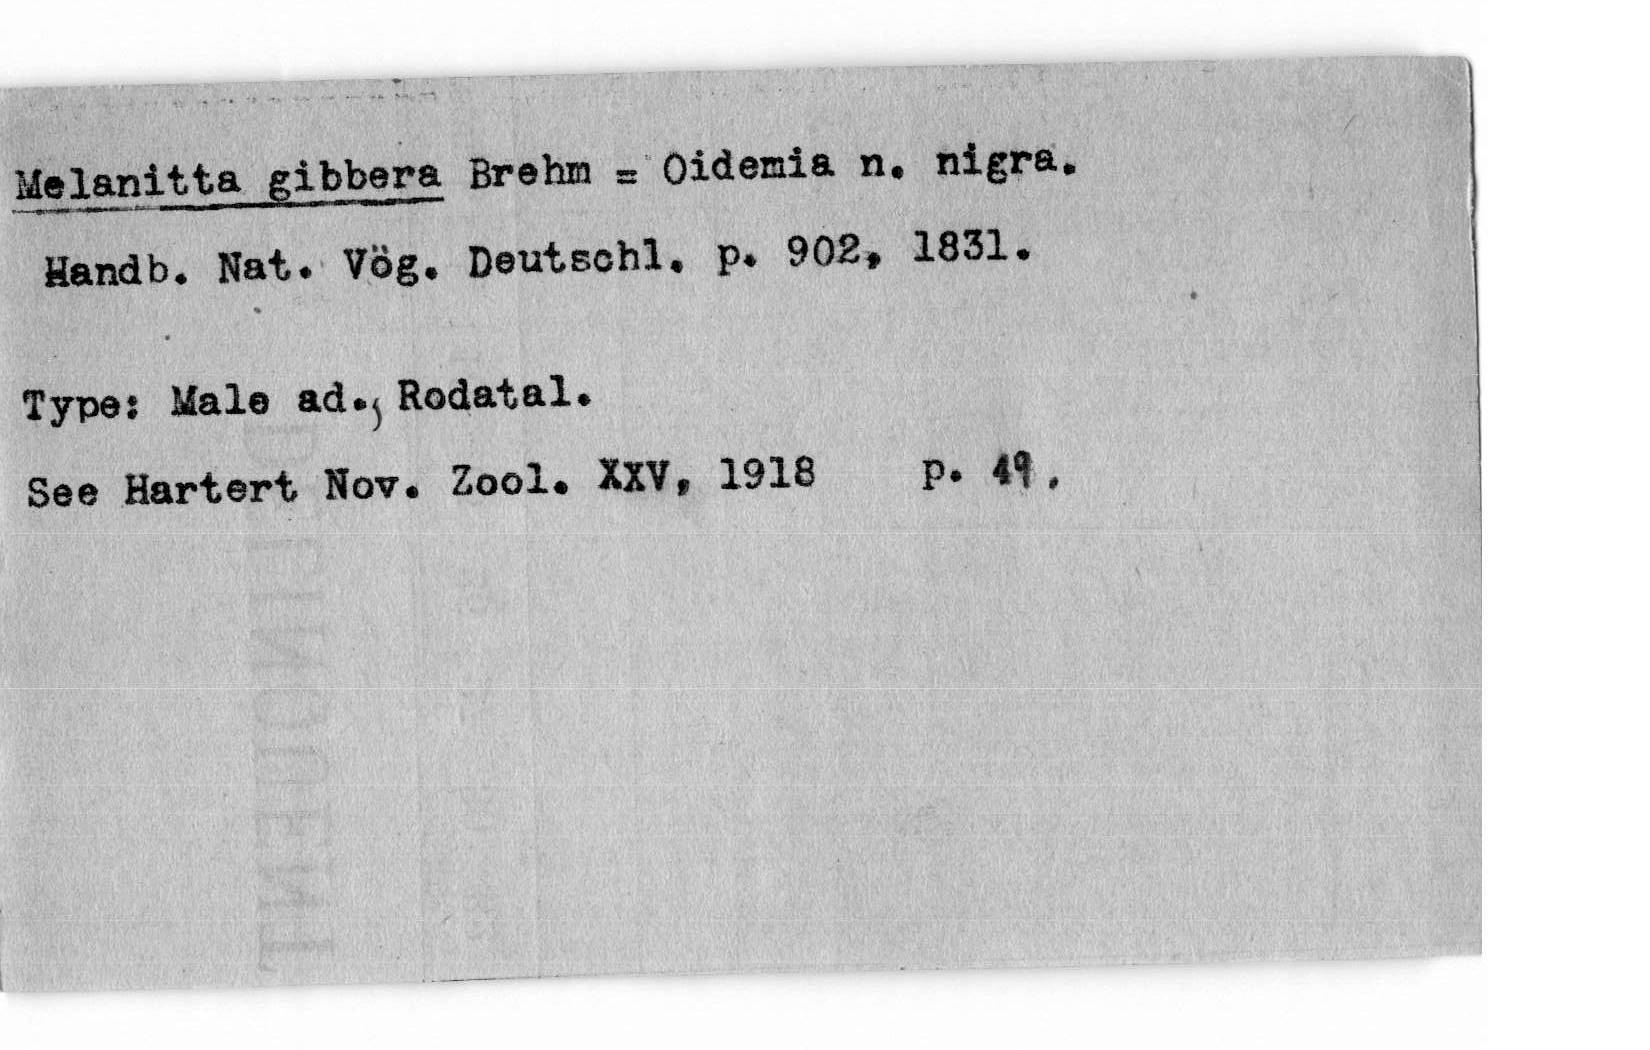 Melanitta gibbera Brehm = Oidemia n. nigra.
Handb. Nat. Vög. Deutschl. p. 902, 1831.
Type: Male ad., Rodatal.
See Hartert Nov. Zool. XXV, 1918 p. 49.